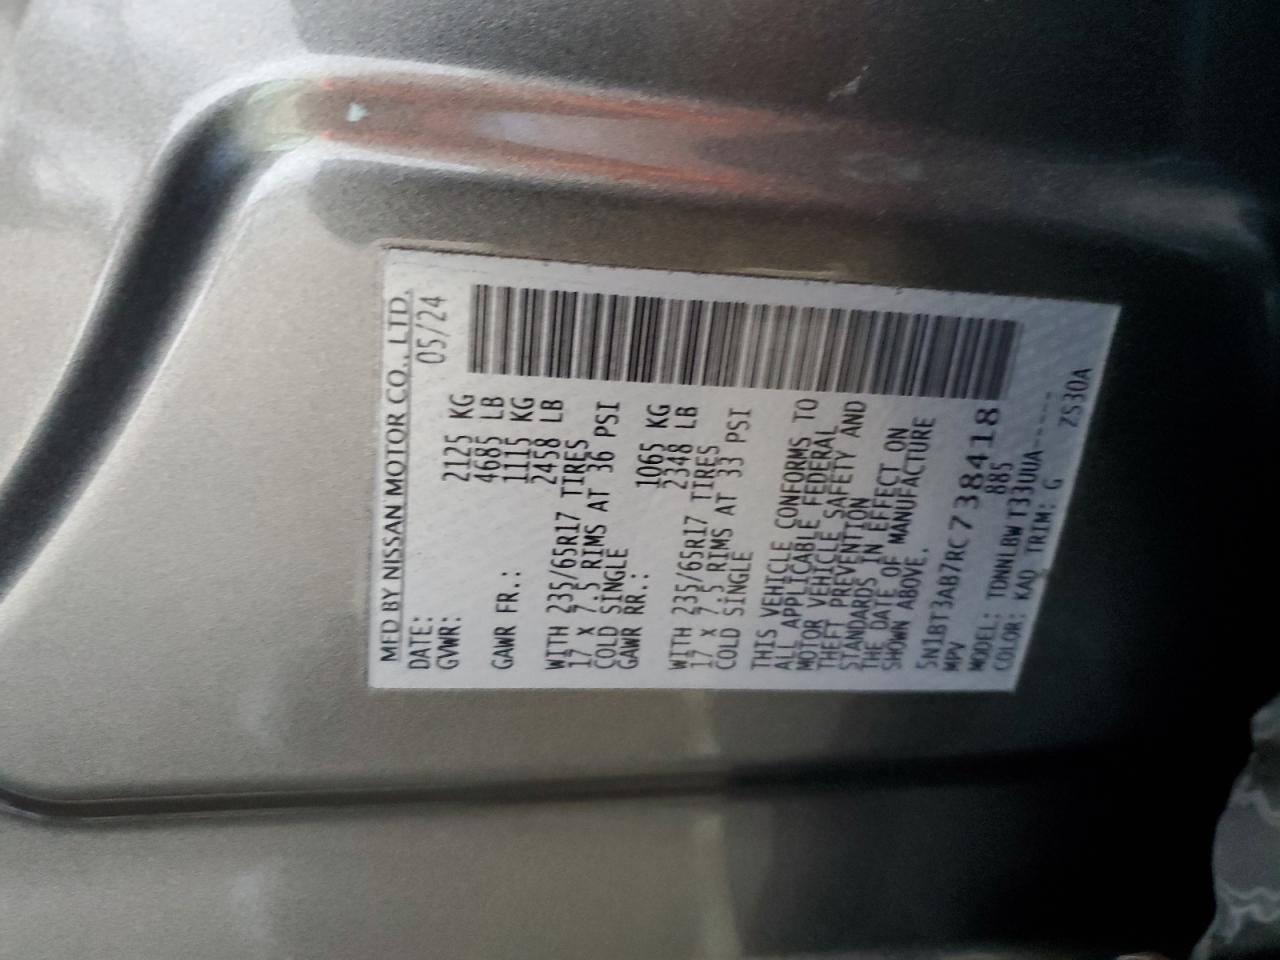 MFD BY NISSAN MOTOR CO., LTD.
DATE: 05/24
GVWR: 2125 KG
4685 LB
GAWR FR.: 1115 KG
2458 LB
WITH 235/65R17 TIRES
17 x 7.5 RIMS AT 36 PSI
COLD SINGLE
GAWR RR.: 1065 KG
2348 LB
WITH 235/65R17 TIRES
17 x 7.5 RIMS AT 33 PSI
COLD SINGLE
THIS VEHICLE CONFORMS TO
ALL APPLICABLE FEDERAL
MOTOR VEHICLE SAFETY AND
THEFT PREVENTION
STANDARDS IN EFFECT ON
THE DATE OF MANUFACTURE
SHOWN ABOVE.
5N1BT3AB7RC738418
MPV 885
MODEL: TDNNLBW T33UUA-----
COLOR: KAD TRIM: G ZS30A